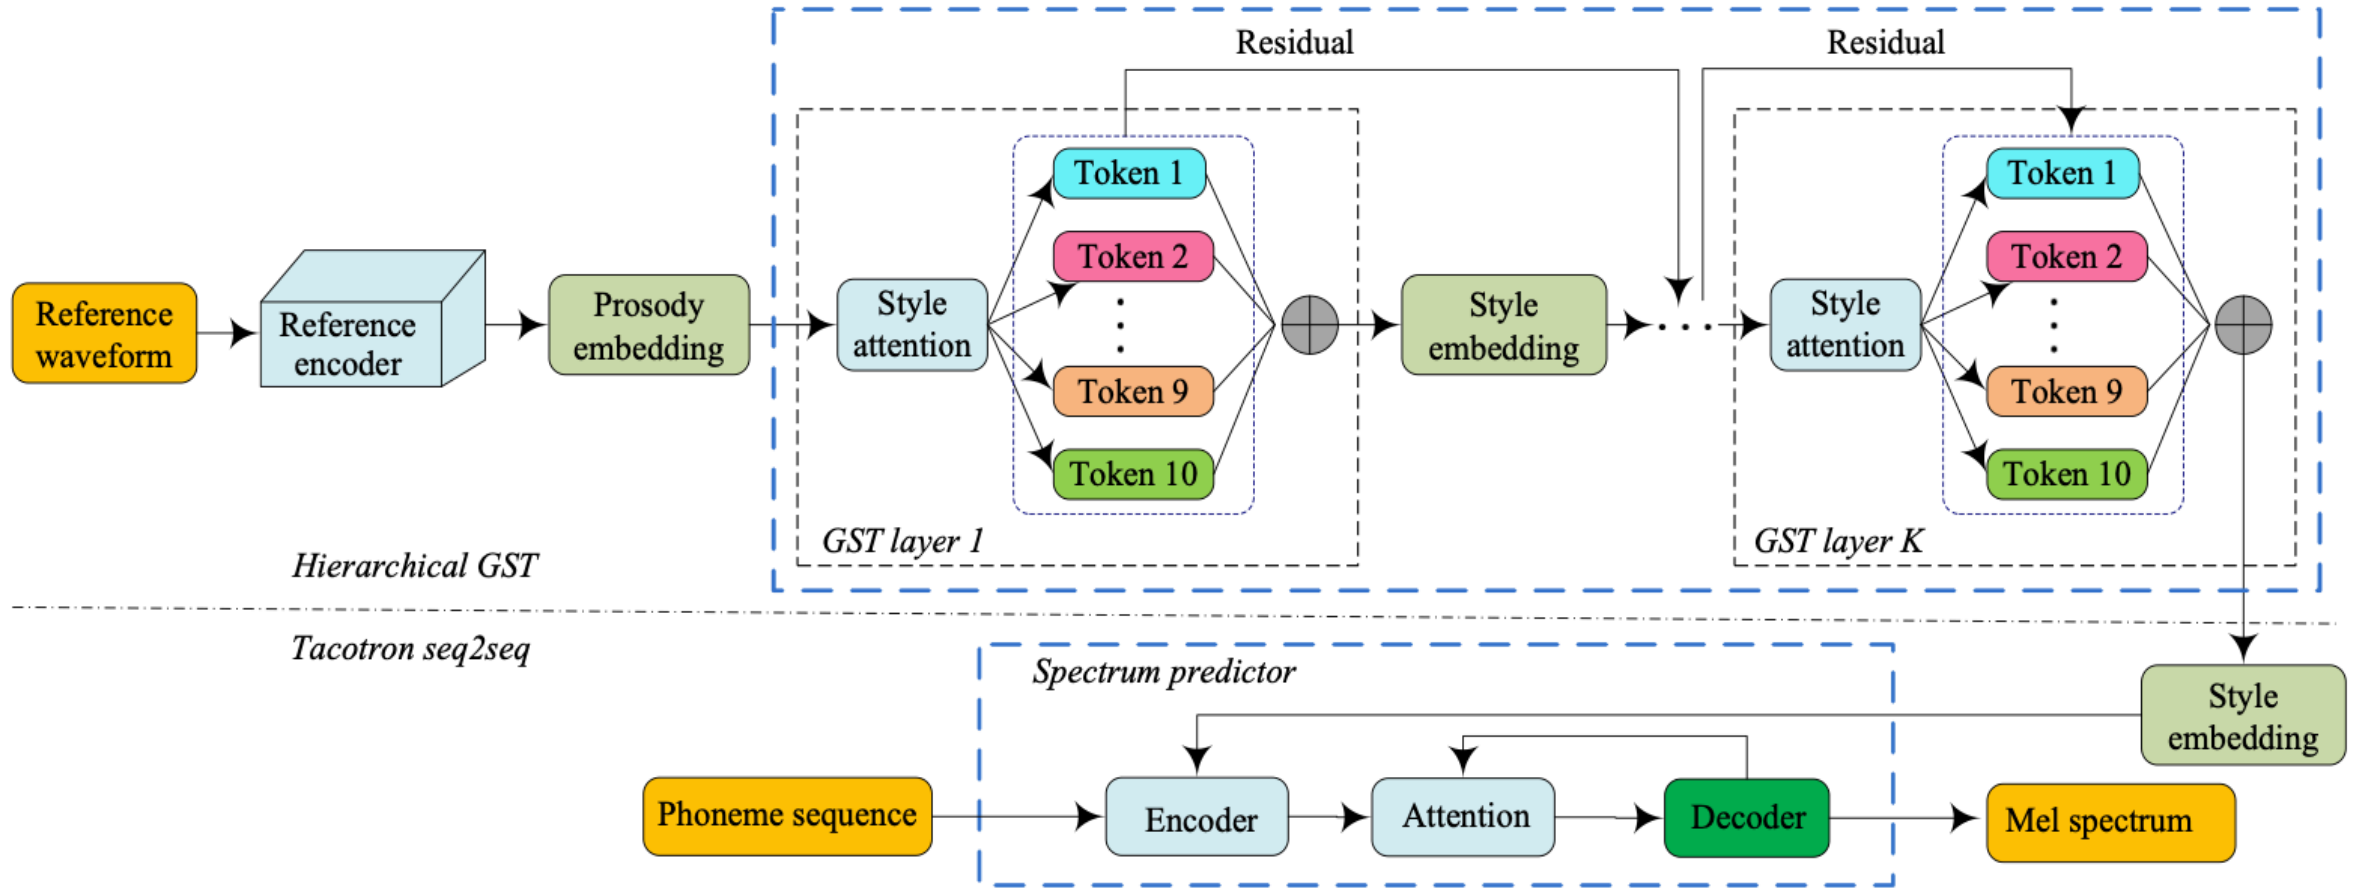 Residual
Residual
Reference
waveform
Reference
encoder
Prosody
embedding
Style
attention
Token 1
Token 2
Token 9
Token 10
GST layer 1
Style
embedding
Style
attention
Token 1
Token 2
Token 9
Token 10
GST layer K
Hierarchical GST
Tacotron seq2seq
Spectrum predictor
Style
embedding
Phoneme sequence
Encoder
Attention
Decoder
Mel spectrum